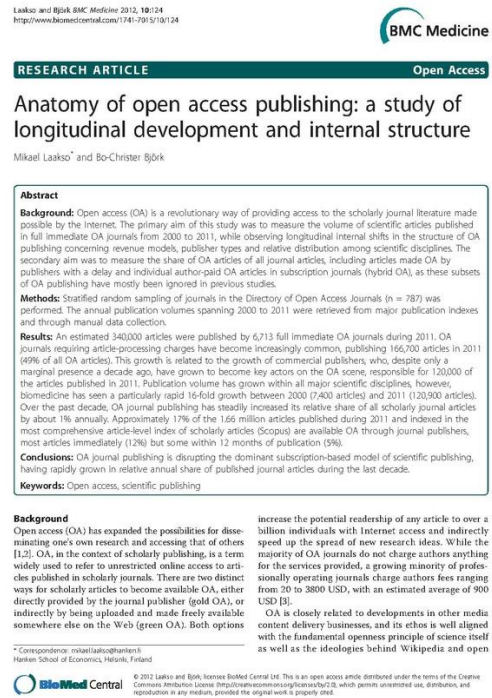 Laakso and Björk BMC Medicine 2012, 10:124
http://www.biomedcentral.com/1741-7015/10/124
BMC Medicine
RESEARCH ARTICLE
Open Access
Anatomy of open access publishing: a study of
longitudinal development and internal structure
Mikael Laakso* and Bo-Christer Björk
Abstract
Background: Open access (OA) is a revolutionary way of providing access to the scholarly journal literature made
possible by the Internet. The primary aim of this study was to measure the volume of scientific articles published
in full immediate OA journals from 2000 to 2011, while observing longitudinal internal shifts in the structure of OA
publishing concerning revenue models, publisher types and relative distribution among scientific disciplines. The
secondary aim was to measure the share of OA articles of all journal articles, including articles made OA by
publishers with a delay and individual author-paid OA articles in subscription journals (hybrid OA), as these subsets
of OA publishing have mostly been ignored in previous studies.
Methods: Stratified random sampling of journals in the Directory of Open Access Journals (n = 787) was
performed. The annual publication volumes spanning 2000 to 2011 were retrieved from major publication indexes
and through manual data collection.
Results: An estimated 340,000 articles were published by 6,713 full immediate OA journals during 2011. OA
journals requiring article-processing charges have become increasingly common, publishing 166,700 articles in 2011
(49% of all OA articles). This growth is related to the growth of commercial publishers, who, despite only a
marginal presence a decade ago, have grown to become key actors on the OA scene, responsible for 120,000 of
the articles published in 2011. Publication volume has grown within all major scientific disciplines, however,
biomedicine has seen a particularly rapid 16-fold growth between 2000 (7,400 articles) and 2011 (120,900 articles).
Over the past decade, OA journal publishing has steadily increased its relative share of all scholarly journal articles
by about 1% annually. Approximately 17% of the 1.66 million articles published during 2011 and indexed in the
most comprehensive article-level index of scholarly articles (Scopus) are available OA through journal publishers,
most articles immediately (12%) but some within 12 months of publication (5%).
Conclusions: OA journal publishing is disrupting the dominant subscription-based model of scientific publishing,
having rapidly grown in relative annual share of published journal articles during the last decade.
Keywords: Open access, scientific publishing
Background
Open access (OA) has expanded the possibilities for disse-
minating one's own research and accessing that of others
[1,2]. OA, in the context of scholarly publishing, is a term
widely used to refer to unrestricted online access to arti-
cles published in scholarly journals. There are two distinct
ways for scholarly articles to become available OA, either
directly provided by the journal publisher (gold OA), or
indirectly by being uploaded and made freely available
somewhere else on the Web (green OA). Both options
increase the potential readership of any article to over a
billion individuals with Internet access and indirectly
speed up the spread of new research ideas. While the
majority of OA journals do not charge authors anything
for the services provided, a growing minority of profes-
sionally operating journals charge authors fees ranging
from 20 to 3800 USD, with an estimated average of 900
USD [3].
OA is closely related to developments in other media
content delivery businesses, and its ethos is well aligned
with the fundamental openness principle of science itself
as well as the ideologies behind Wikipedia and open
* Correspondence: mikael.laakso@hanken.fi
Hanken School of Economics, Helsinki, Finland
BioMed Central
© 2012 Laakso and Björk; licensee BioMed Central Ltd. This is an open access article distributed under the terms of the Creative
Commons Attribution License (http://creativecommons.org/licenses/by/2.0), which permits unrestricted use, distribution, and
reproduction in any medium, provided the original work is properly cited.